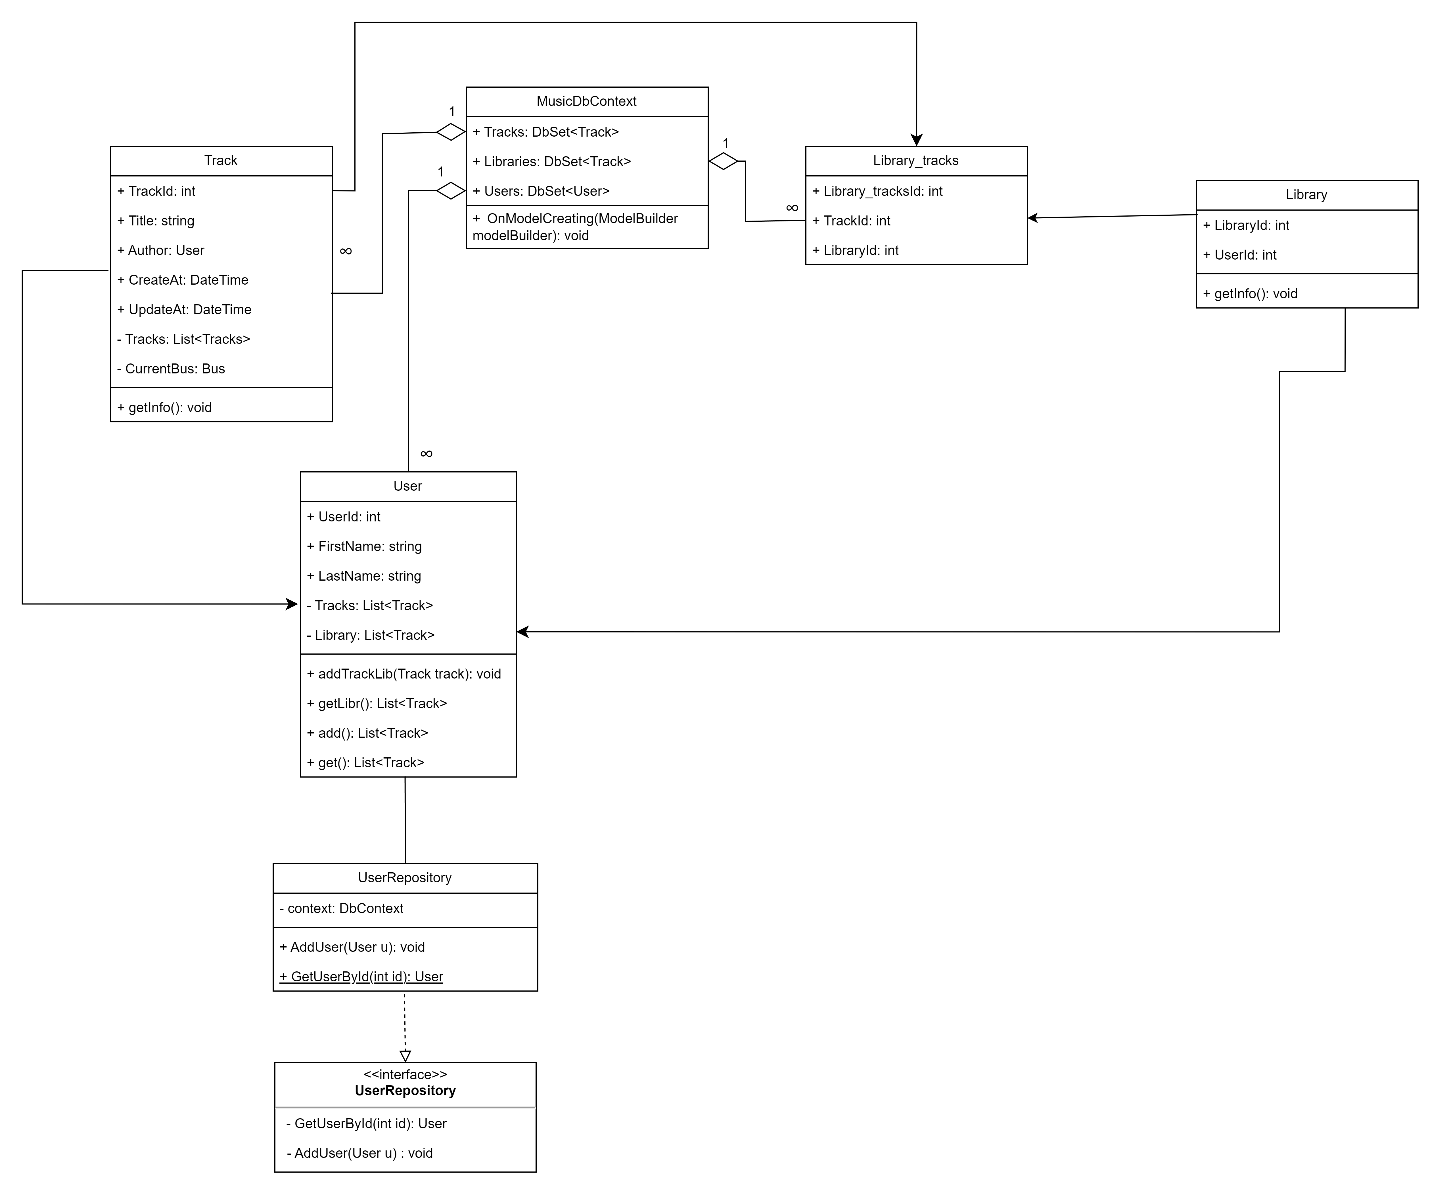 MusicDbContext
+ Tracks: DbSet<Track>
+ Libraries: DbSet<Track>
+ Users: DbSet<User>
+  OnModelCreating(ModelBuilder
modelBuilder): void
1
1
1
∞
∞
∞
Track
+ TrackId: int
+ Title: string
+ Author: User
+ CreateAt: DateTime
+ UpdateAt: DateTime
- Tracks: List<Tracks>
- CurrentBus: Bus
+ getInfo(): void
Library_tracks
+ Library_tracksId: int
+ TrackId: int
+ LibraryId: int
Library
+ LibraryId: int
+ UserId: int
+ getInfo(): void
User
+ UserId: int
+ FirstName: string
+ LastName: string
- Tracks: List<Track>
- Library: List<Track>
+ addTrackLib(Track track): void
+ getLibr(): List<Track>
+ add(): List<Track>
+ get(): List<Track>
UserRepository
- context: DbContext
+ AddUser(User u): void
+ GetUserById(int id): User
<<interface>>
UserRepository
- GetUserById(int id): User
- AddUser(User u) : void